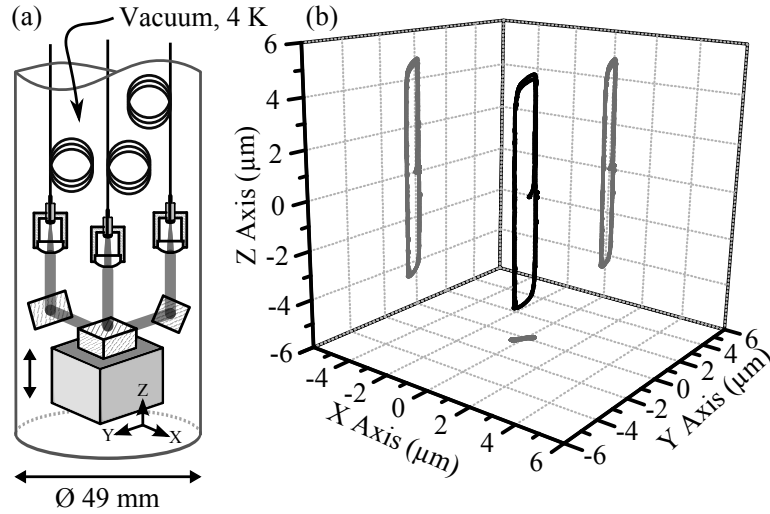 (a)
Vacuum, 4 K
Z
Y
X
Ø 49 mm
(b)
6
4
2
0
-2
-4
-6
Z Axis (µm)
-4
-2
0
2
4
6
X Axis (µm)
-6
-4
-2
0
2
4
6
Y Axis (µm)